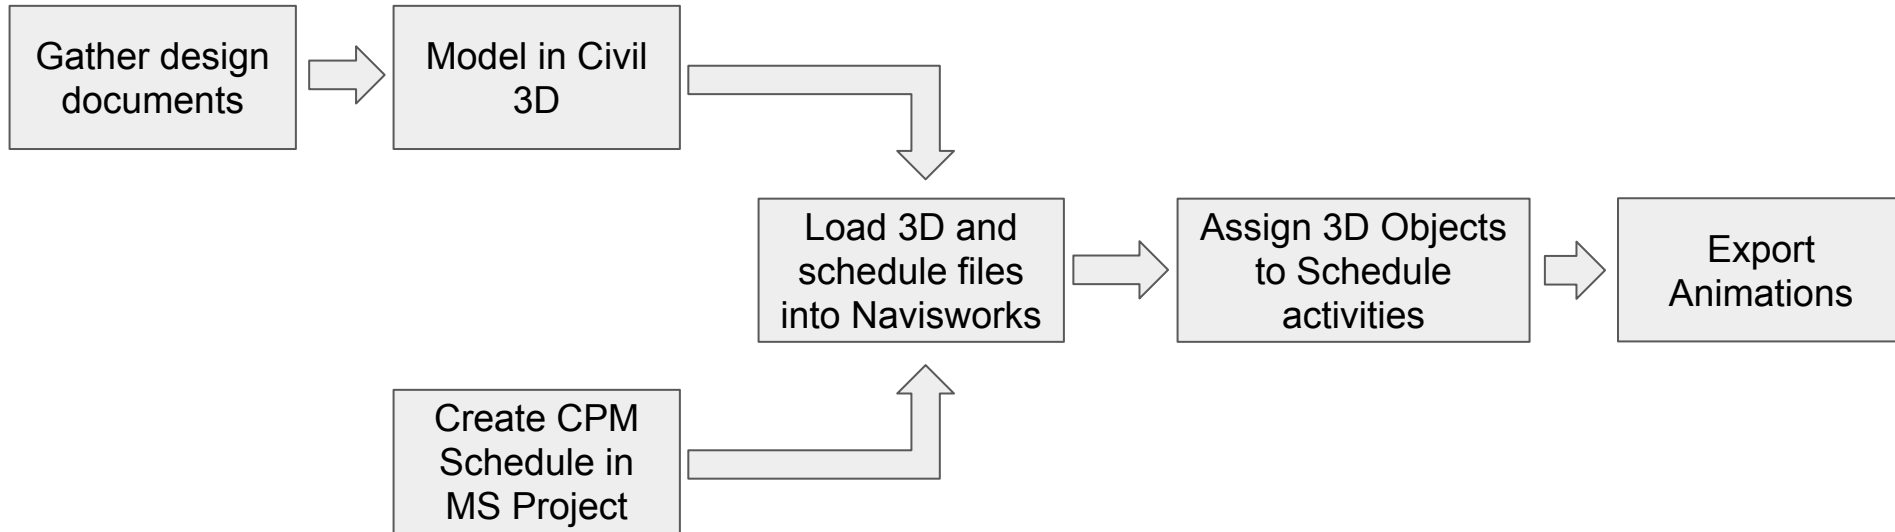 Gather design
documents
Model in Civil
3D
Load 3D and
schedule files
into Navisworks
Assign 3D Objects
to Schedule
activities
Export
Animations
Create CPM
Schedule in
MS Project